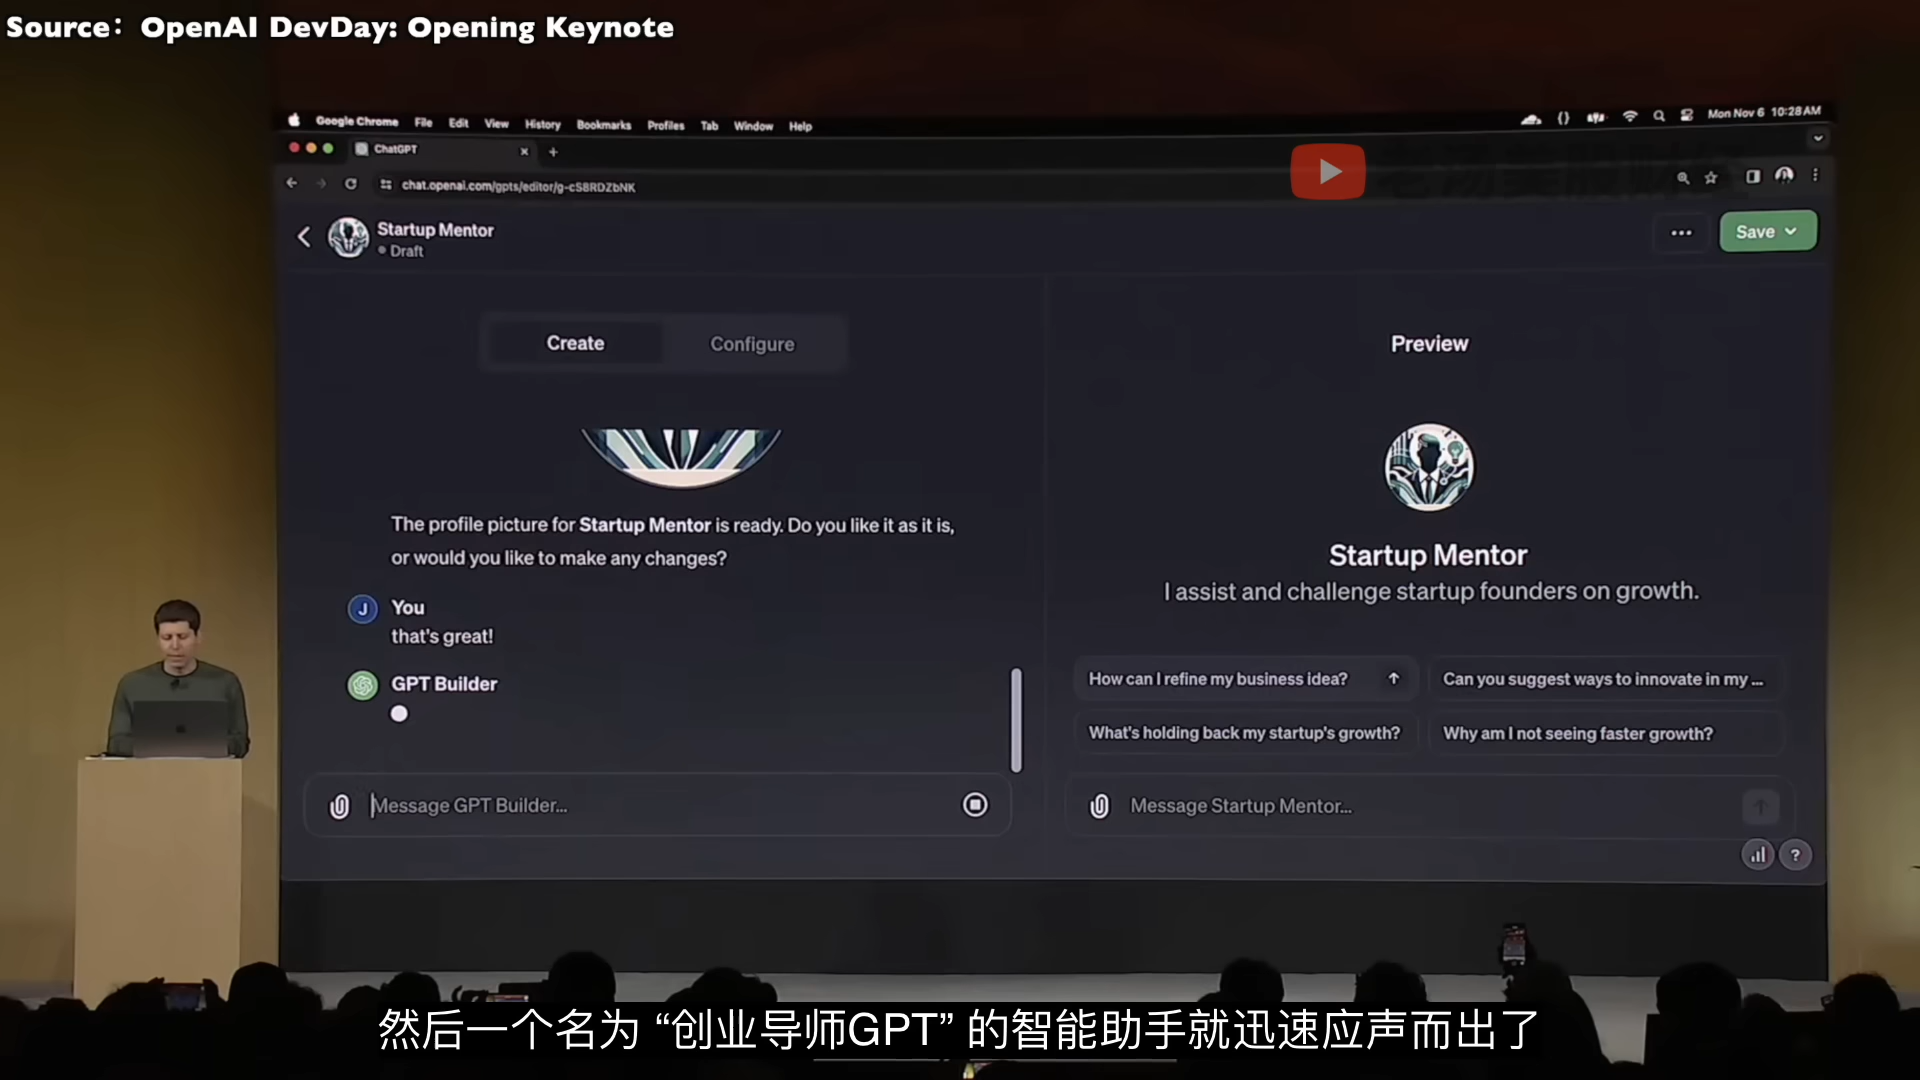 Source：OpenAI DevDay: Opening Keynote
Google Chrome File Edit View History Bookmarks Profiles Tab Window Help
Mon Nov 6 10:28 AM
ChatGPT
chat.openai.com/gpts/editor/g-cS8RDZbNK
Startup Mentor
Draft
Save
Create
Configure
Preview
The profile picture for Startup Mentor is ready. Do you like it as it is,
or would you like to make any changes?
You
that's great!
GPT Builder
Message GPT Builder...
Startup Mentor
I assist and challenge startup founders on growth.
How can I refine my business idea?
Can you suggest ways to innovate in my ...
What's holding back my startup's growth?
Why am I not seeing faster growth?
Message Startup Mentor...
然后一个名为 “创业导师GPT” 的智能助手就迅速应声而出了